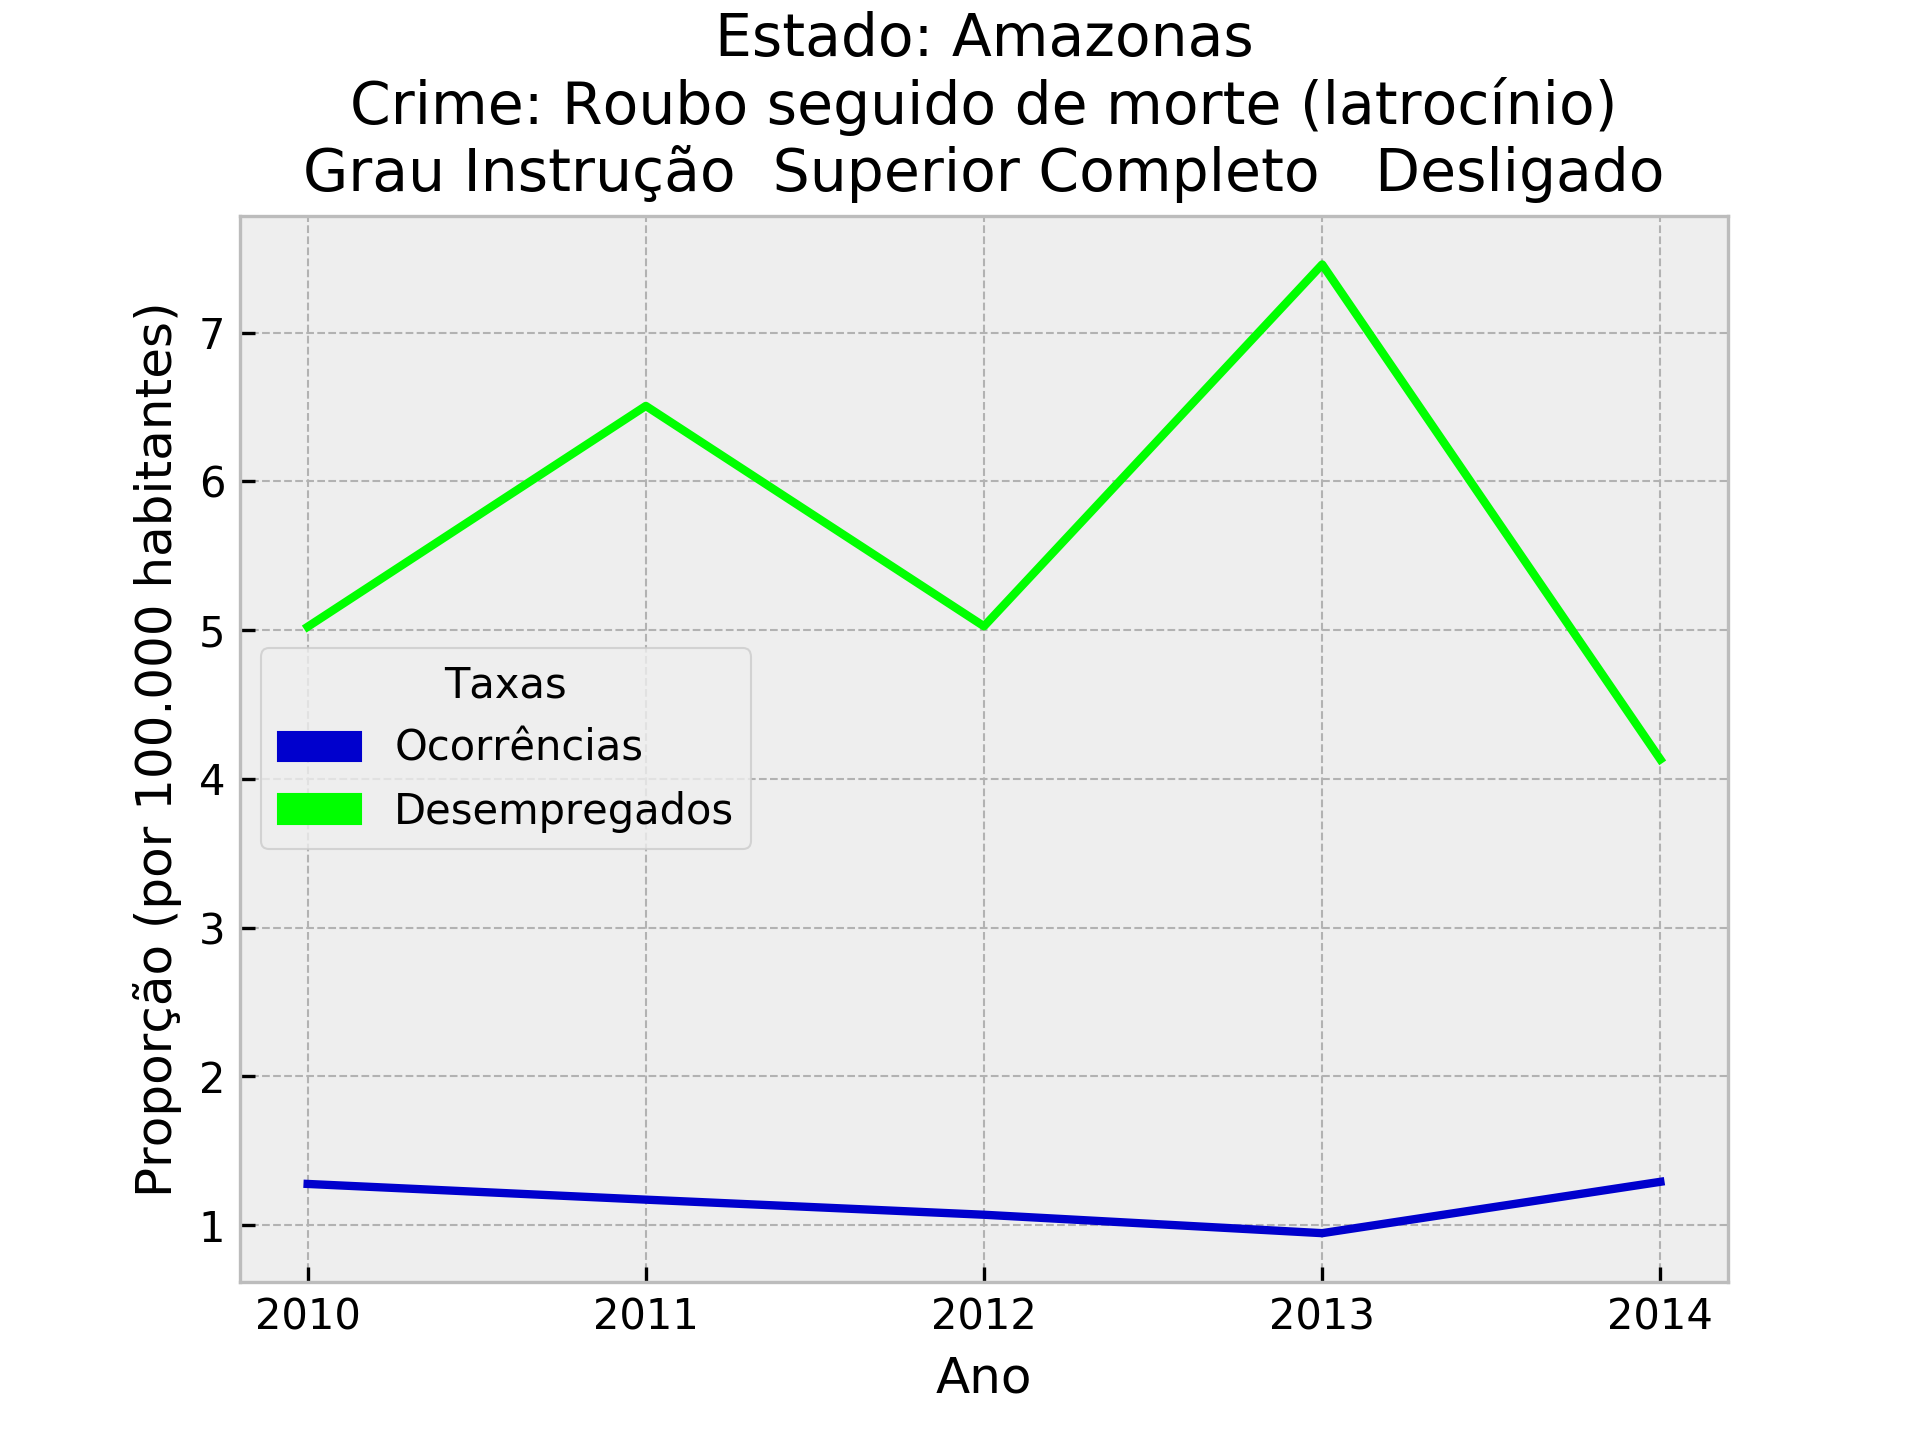 Estado: Amazonas
Crime: Roubo seguido de morte (latrocínio)
Grau Instrução  Superior Completo   Desligado
Proporção (por 100.000 habitantes)
7
6
5
4
3
2
1
Taxas
Ocorrências
Desempregados
2010 2011 2012 2013 2014
Ano